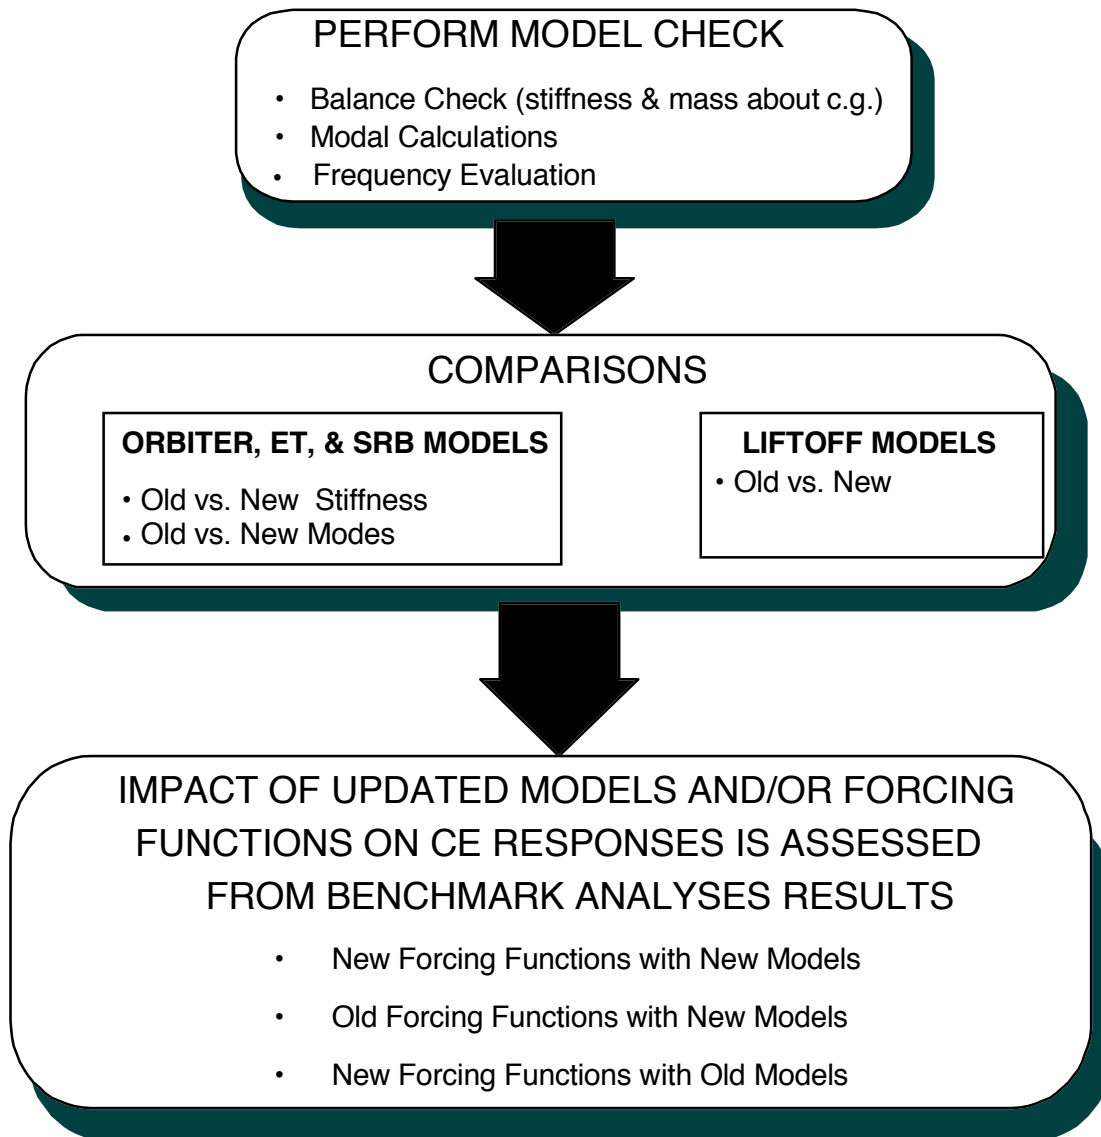 PERFORM MODEL CHECK
• Balance Check (stiffness & mass about c.g.)
• Modal Calculations
• Frequency Evaluation
COMPARISONS
ORBITER, ET, & SRB MODELS
• Old vs. New Stiffness
• Old vs. New Modes
LIFTOFF MODELS
• Old vs. New
IMPACT OF UPDATED MODELS AND/OR FORCING
FUNCTIONS ON CE RESPONSES IS ASSESSED
FROM BENCHMARK ANALYSES RESULTS
• New Forcing Functions with New Models
• Old Forcing Functions with New Models
• New Forcing Functions with Old Models